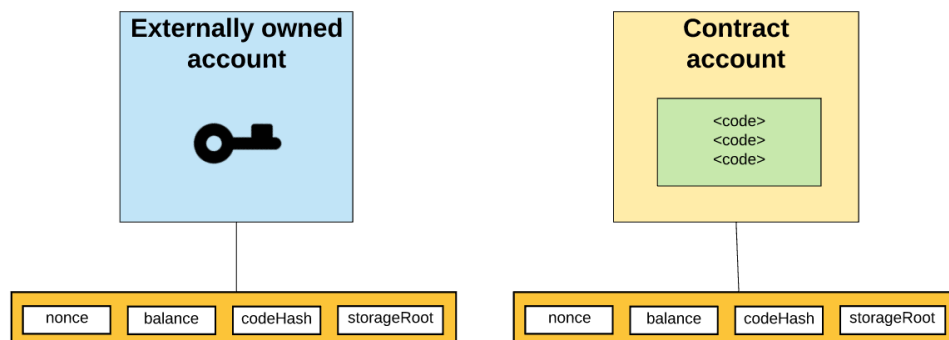 Externally owned
account
Contract
account
<code>
<code>
<code>
nonce balance codeHash storageRoot
nonce balance codeHash storageRoot